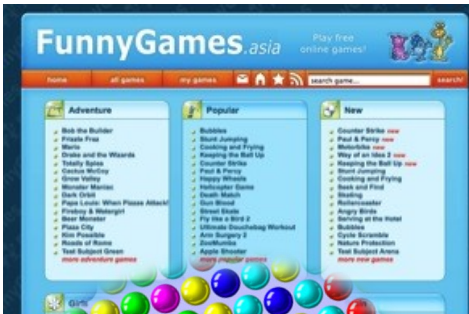 FunnyGames.asia
Play free
online games!
home
all games
my games
search game...
search!
Adventure
Bob the Builder
Frizzle Fraz
Mario
Drake and the Wizards
Totally Spies
Cactus McCoy
Grow Valley
Monster Maniac
Dark Orbit
Papa Louie: When Pizzas Attack!
Fireboy & Watergirl
Beer Monster
Plaza City
Kim Possible
Roads of Rome
Test Subject Green
more adventure games
Popular
Bubbles
Stunt Jumping
Cooking and Frying
Keeping the Ball Up
Counter Strike
Paul & Percy
Happy Wheels
Helicopter Game
Death Match
Gun Blood
Street Skate
Fly like a Bird 2
Ultimate Douchebag Workout
Arm Surgery 2
ZooMumba
Apple Shooter
more popular games
New
Counter Strike new
Paul & Percy new
Motorbike new
Way of an Idea 2 new
Keeping the Ball Up new
Stunt Jumping
Cooking and Frying
Seek and Find
Skating
Rollercoaster
Angry Birds
Serving at the Hotel
Bubbles
Cycle Scramble
Nature Protection
Test Subject Arena
more new games